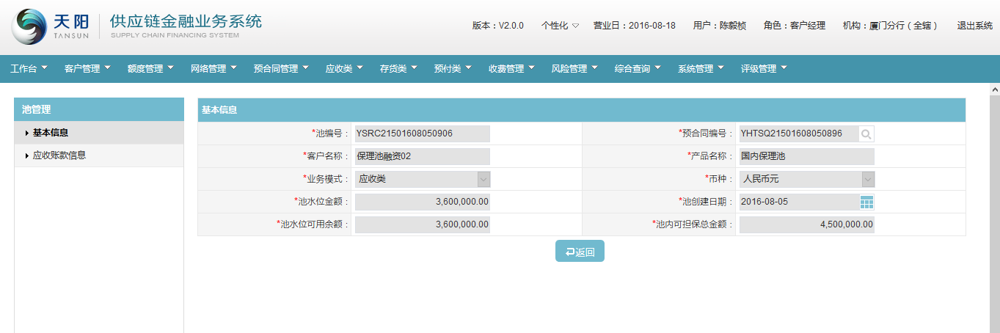 天阳 供应链金融业务系统
TANSUN SUPPLY CHAIN FINANCING SYSTEM
版本：V2.0.0 个性化 营业日：2016-08-18 用户：陈毅桢 角色：客户经理 机构：厦门分行（全辖） 退出系统
工作台 客户管理 额度管理 网络管理 预合同管理 应收类 存货类 预付类 收费管理 风险管理 综合查询 系统管理 评级管理
池管理
基本信息
应收账款信息
基本信息
*池编号： YSRC21501608050906 *预合同编号： YHTSQ21501608050896
*客户名称： 保理池融资02 *产品名称： 国内保理池
*业务模式： 应收类 *币种： 人民币元
*池水位金额： 3,600,000.00 *池创建日期： 2016-08-05
*池水位可用余额： 3,600,000.00 *池内可担保总金额： 4,500,000.00
返回